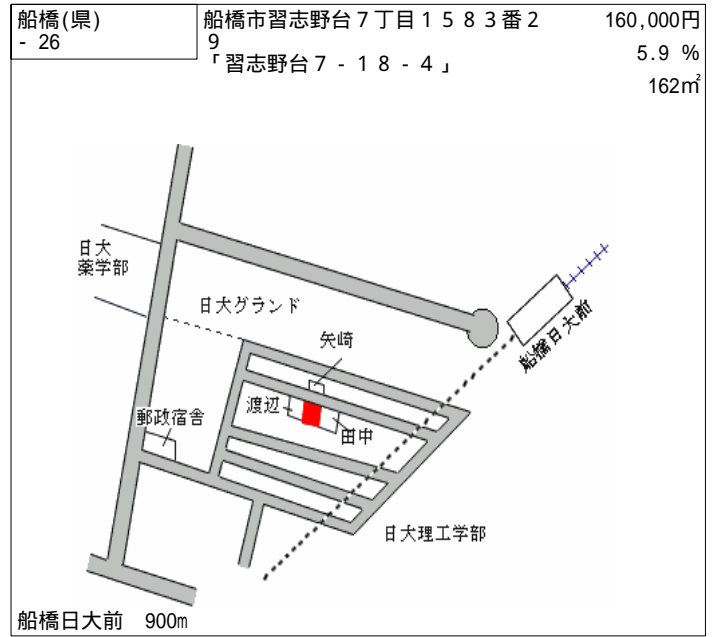 船橋(県)
- 26
船橋市習志野台７丁目１５８３番２
９
「習志野台７-１８-４」
160,000円
5.9 %
162㎡
日大
薬学部
日大グランド
船橋日大前
矢崎
渡辺
田中
郵政宿舎
日大理工学部
船橋日大前 900m